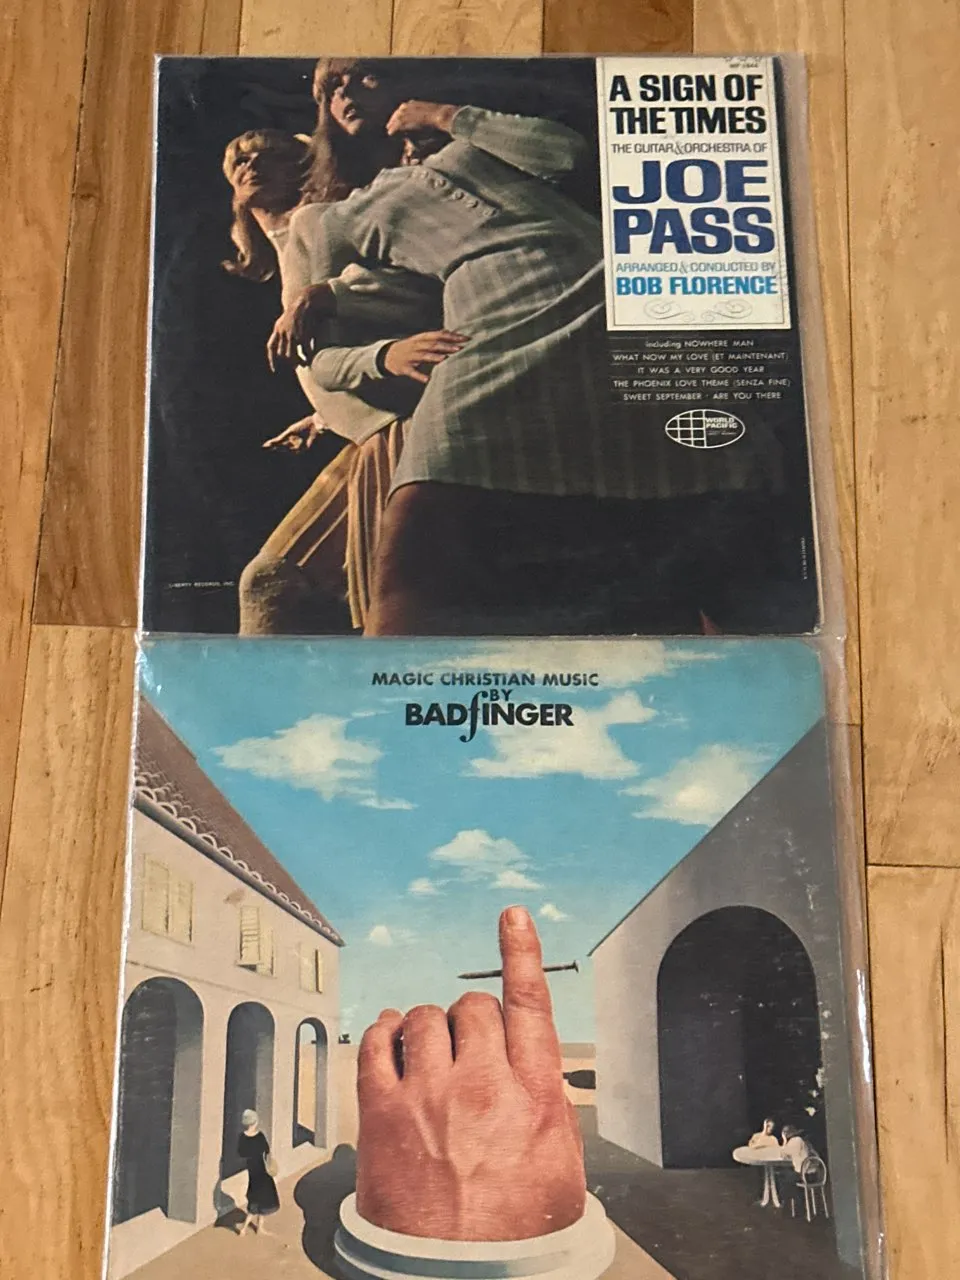 A SIGN OF
THE TIMES
THE GUITAR & ORCHESTRA OF
JOE
PASS
ARRANGED & CONDUCTED BY
BOB FLORENCE
including NOWHERE MAN
WHAT NOW MY LOVE (ET MAINTENANT)
IT WAS A VERY GOOD YEAR
THE PHOENIX LOVE THEME (SENZA FINE)
SWEET SEPTEMBER · ARE YOU THERE
WORLD
PACIFIC
LIBERTY RECORDS, INC.
MAGIC CHRISTIAN MUSIC
BY
BADfINGER